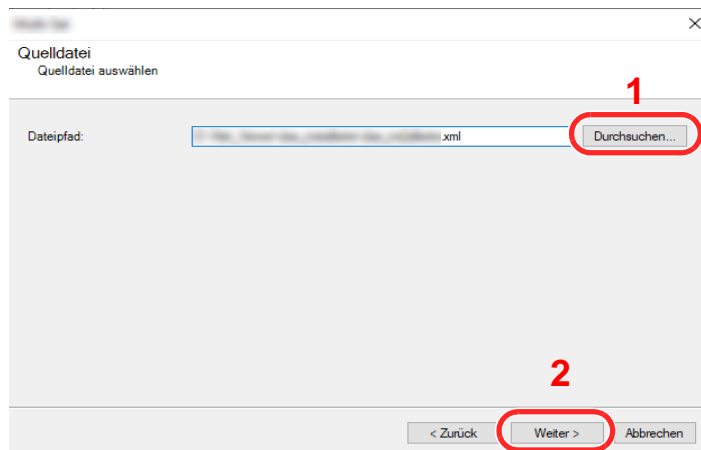 Quelldatei
Quelldatei auswählen
1
Dateipfad: .xml Durchsuchen...
2
< Zurück Weiter > Abbrechen